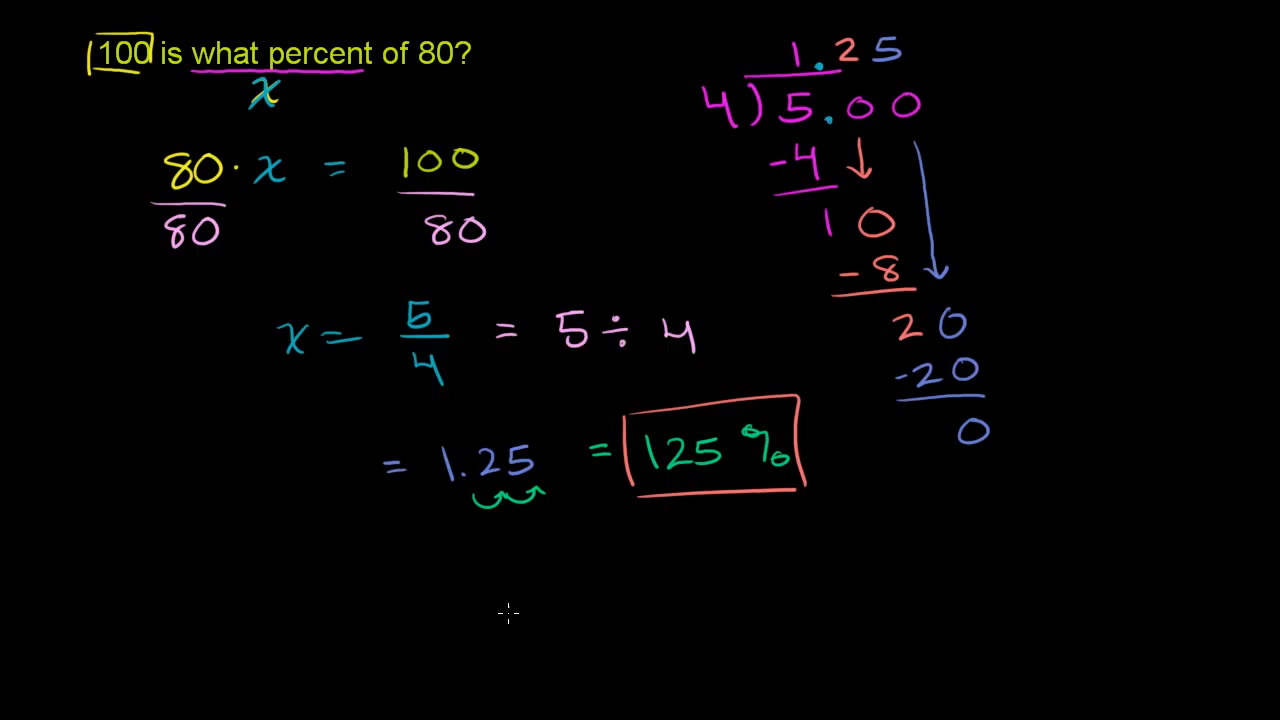 100 is what percent of 80?
x
80 · x = 100
80 80
x = 5/4 = 5 ÷ 4
= 1.25 = 125 %
1.25
4) 5.00
-4
10
-8
20
-20
0